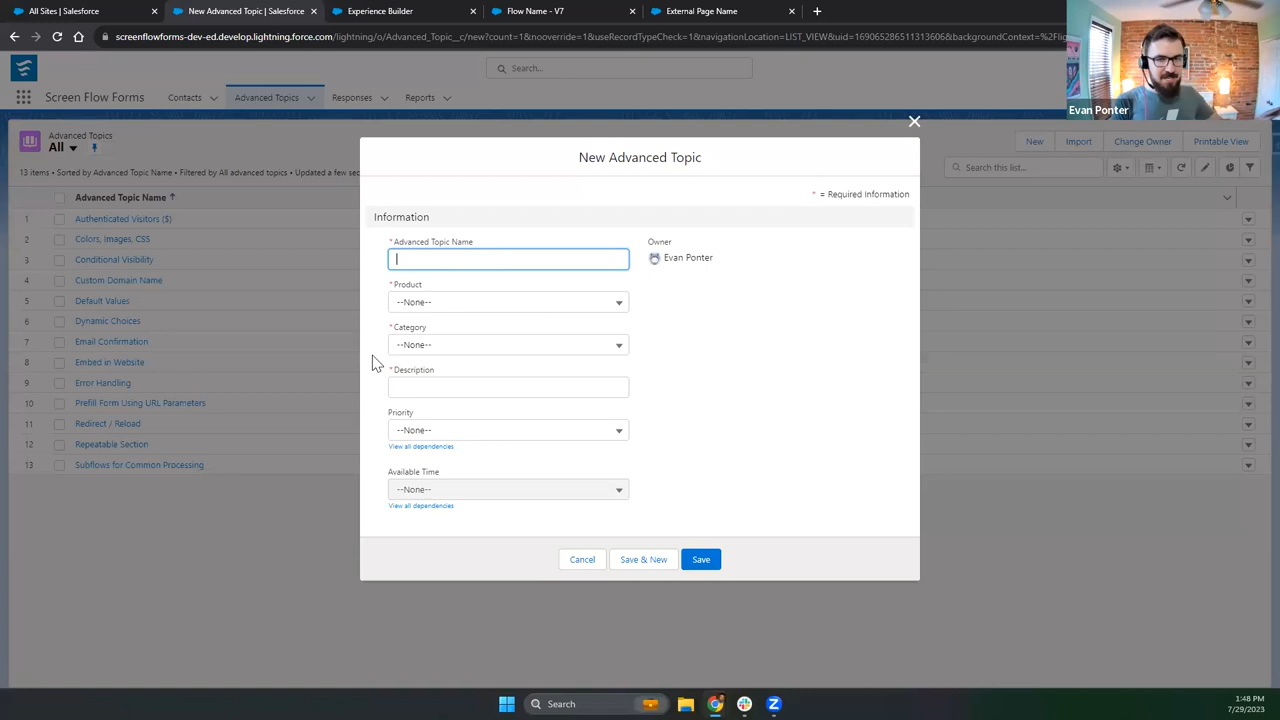 All Sites | Salesforce
New Advanced Topic | Salesforce
Experience Builder
Flow Name - V7
External Page Name
screenflowforms-dev-ed.develop.lightning.force.com/lightning/o/Advanced_Topic__c/new?count=1&nooverride=1&useRecordTypeCheck=1&navigationLocation=LIST_VIEW&uid=169065286511313606&backgroundContext=%2Flig
Search...
Screen Flow Forms
Contacts
Advanced Topics
Responses
Reports
Evan Ponter
Advanced Topics
All
New
Import
Change Owner
Printable View
13 items • Sorted by Advanced Topic Name • Filtered by All advanced topics • Updated a few sec
Search this list...
Advanced Topic Name
1 Authenticated Visitors ($)
2 Colors, Images, CSS
3 Conditional Visibility
4 Custom Domain Name
5 Default Values
6 Dynamic Choices
7 Email Confirmation
8 Embed in Website
9 Error Handling
10 Prefill Form Using URL Parameters
11 Redirect / Reload
12 Repeatable Section
13 Subflows for Common Processing
New Advanced Topic
* = Required Information
Information
* Advanced Topic Name
Owner
Evan Ponter
* Product
--None--
* Category
--None--
* Description
Priority
--None--
View all dependencies
Available Time
--None--
View all dependencies
Cancel
Save & New
Save
Search
1:48 PM
7/29/2023